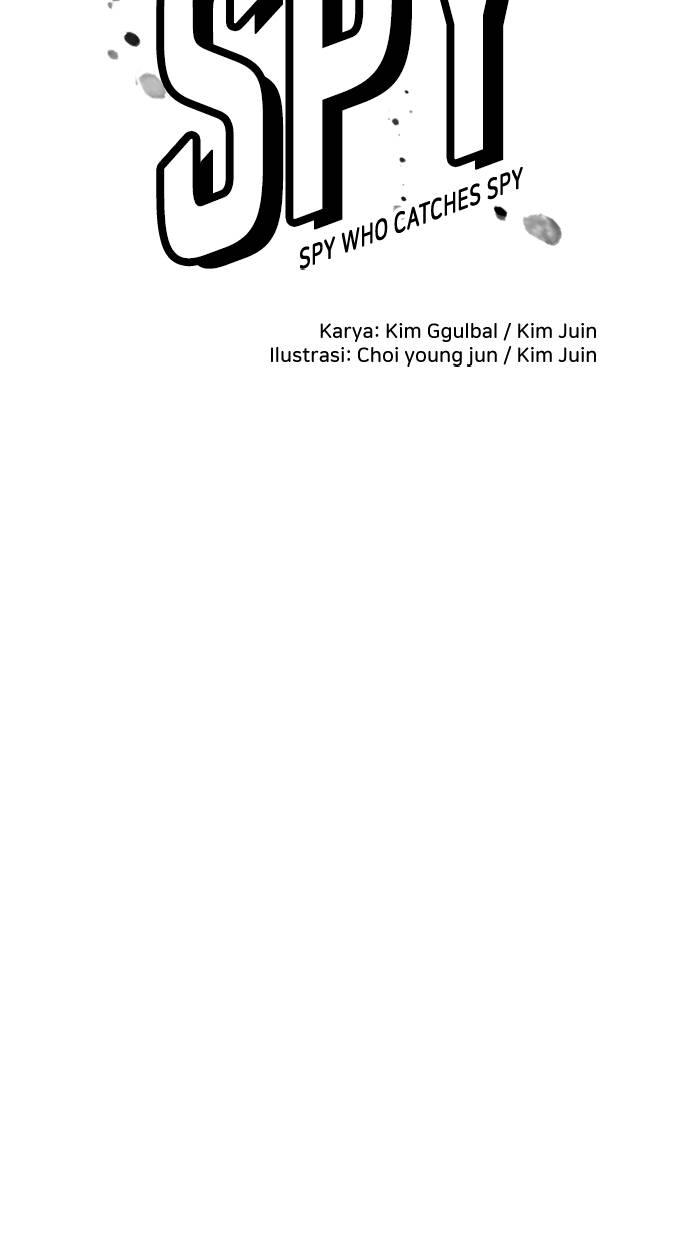 SPY
SPY WHO CATCHES SPY
Karya: Kim Ggulbal / Kim Juin
Ilustrasi: Choi young jun / Kim Juin